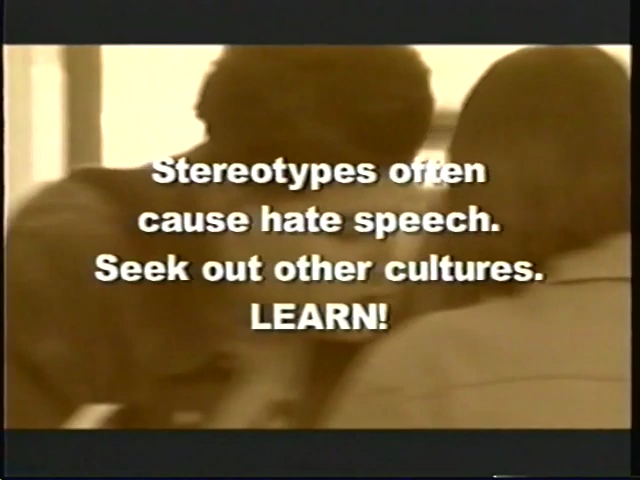 Stereotypes often
cause hate speech.
Seek out other cultures.
LEARN!